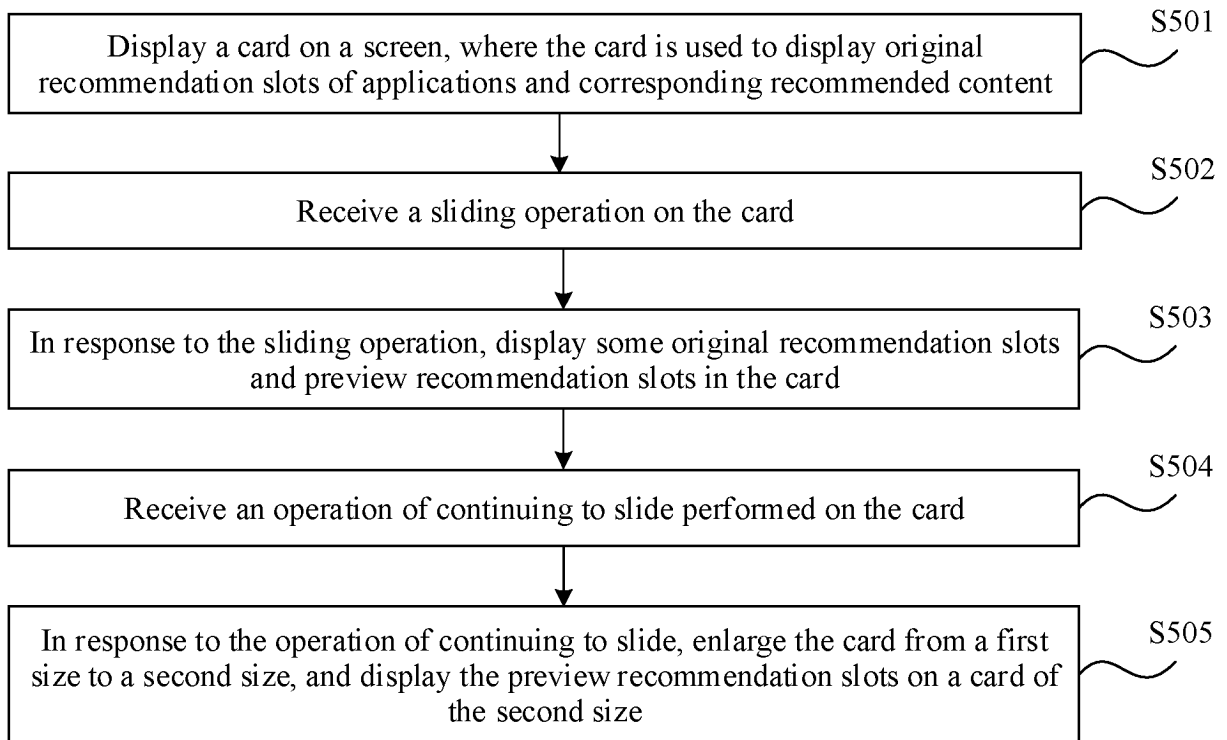 S501
Display a card on a screen, where the card is used to display original
recommendation slots of applications and corresponding recommended content
S502
Receive a sliding operation on the card
S503
In response to the sliding operation, display some original recommendation slots
and preview recommendation slots in the card
S504
Receive an operation of continuing to slide performed on the card
S505
In response to the operation of continuing to slide, enlarge the card from a first
size to a second size, and display the preview recommendation slots on a card of
the second size